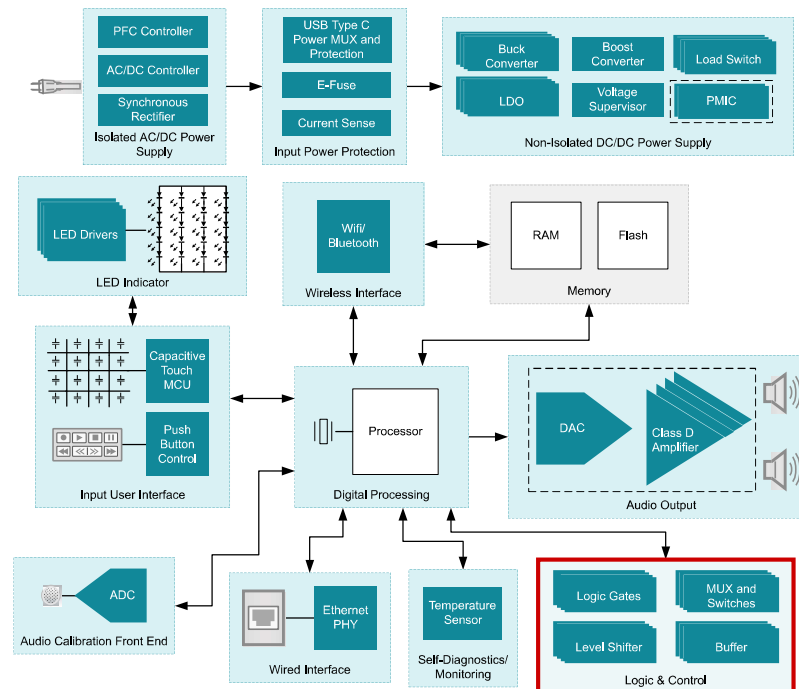 PFC Controller
AC/DC Controller
Synchronous
Rectifier
Isolated AC/DC Power
Supply
USB Type C
Power MUX and
Protection
E-Fuse
Current Sense
Input Power Protection
Buck
Converter
Boost
Converter
Load Switch
LDO
Voltage
Supervisor
PMIC
Non-Isolated DC/DC Power Supply
LED Drivers
LED Indicator
Wifi/
Bluetooth
Wireless Interface
RAM
Flash
Memory
Capacitive
Touch
MCU
Push
Button
Control
Input User Interface
Processor
Digital Processing
DAC
Class D
Amplifier
Audio Output
ADC
Audio Calibration Front End
Ethernet
PHY
Wired Interface
Temperature
Sensor
Self-Diagnostics/
Monitoring
Logic Gates
MUX and
Switches
Level Shifter
Buffer
Logic & Control